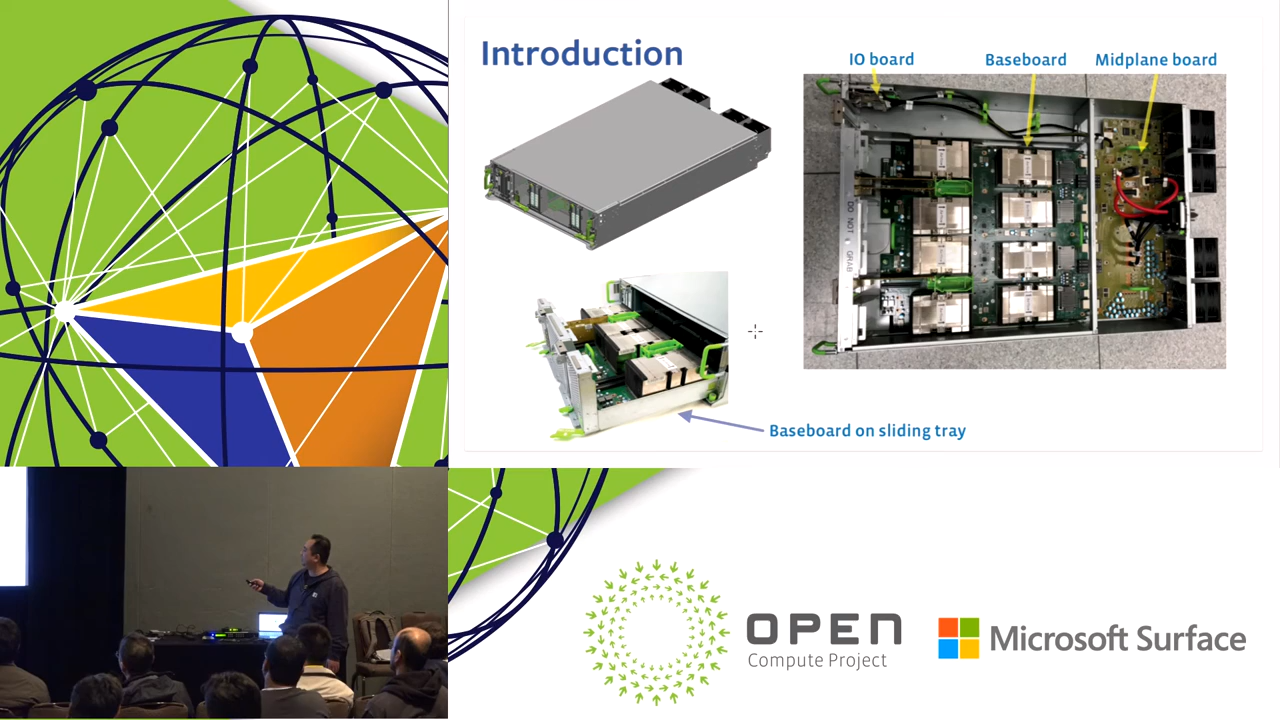 Introduction
IO board
Baseboard
Midplane board
DO NOT GRAB
Baseboard on sliding tray
OPEN
Compute Project
Microsoft Surface